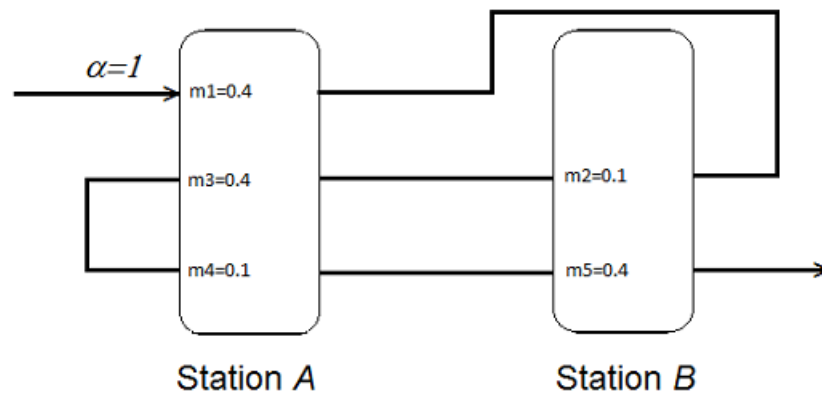 α=1
m1=0.4
m3=0.4
m2=0.1
m4=0.1
m5=0.4
Station A
Station B